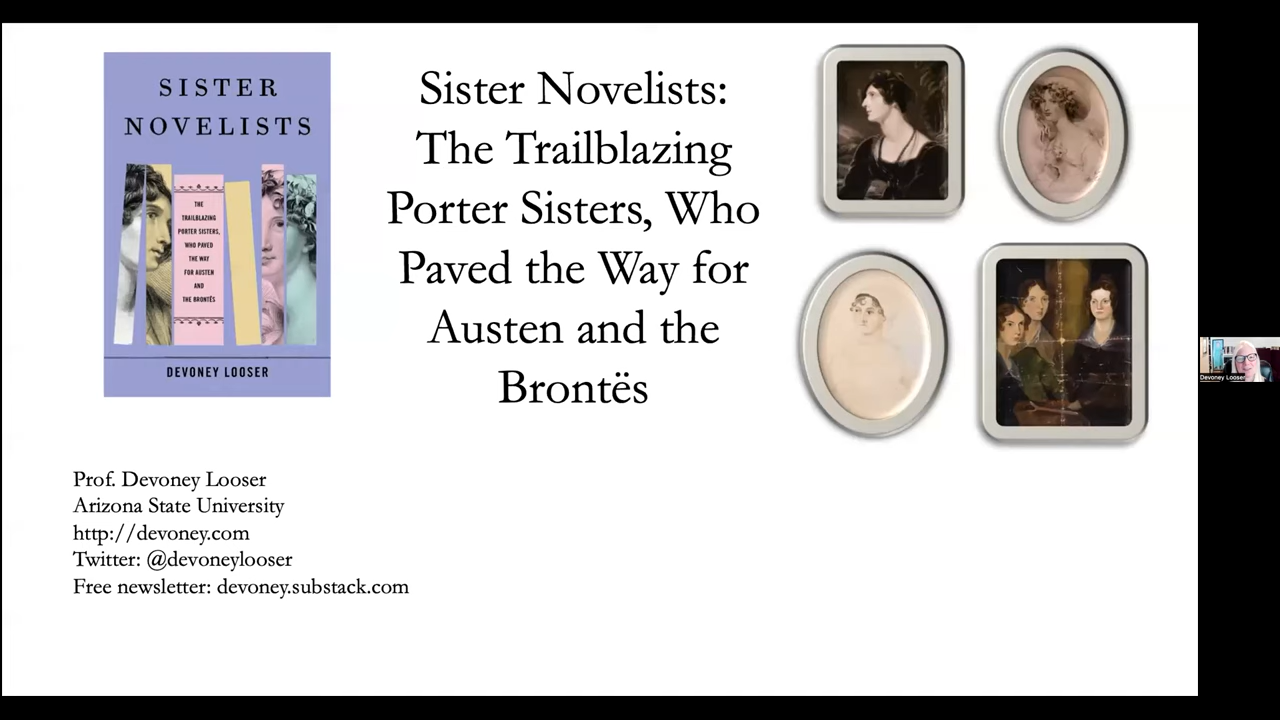 SISTER
NOVELISTS
THE
TRAILBLAZING
PORTER SISTERS,
WHO PAVED
THE WAY
FOR AUSTEN
AND
THE BRONTËS
DEVONEY LOOSER
Sister Novelists:
The Trailblazing
Porter Sisters, Who
Paved the Way for
Austen and the
Brontës
Prof. Devoney Looser
Arizona State University
http://devoney.com
Twitter: @devoneylooser
Free newsletter: devoney.substack.com
Devoney Looser